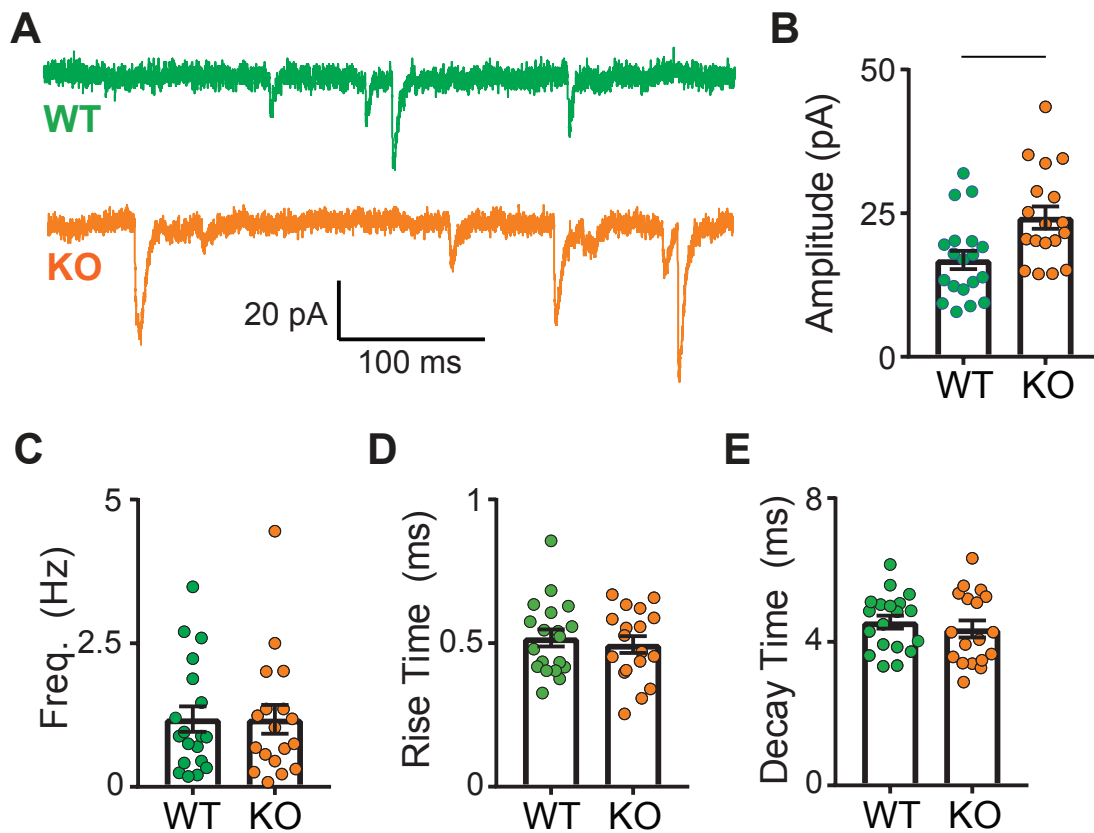 A
WT
KO
20 pA
100 ms
B
Amplitude (pA)
50
25
0
WT KO
C
Freq. (Hz)
5
2.5
0
WT KO
D
Rise Time (ms)
1
0.5
0
WT KO
E
Decay Time (ms)
8
4
0
WT KO